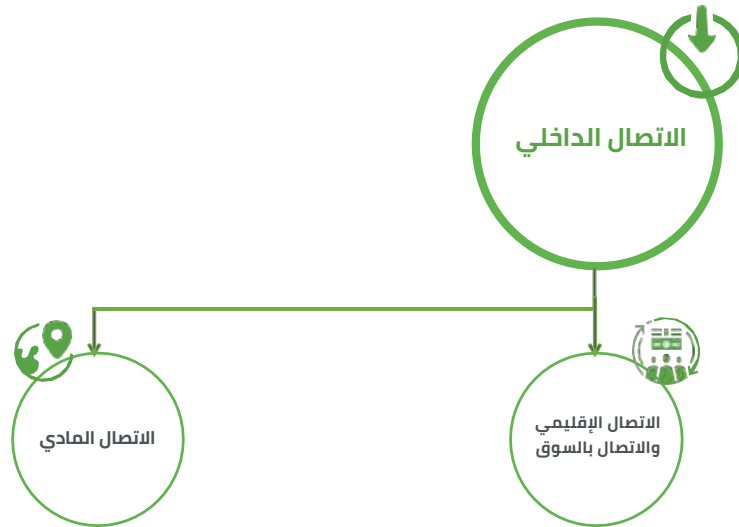 الاتصال الداخلي
الاتصال الإقليمي
والاتصال بالسوق
الاتصال المادي